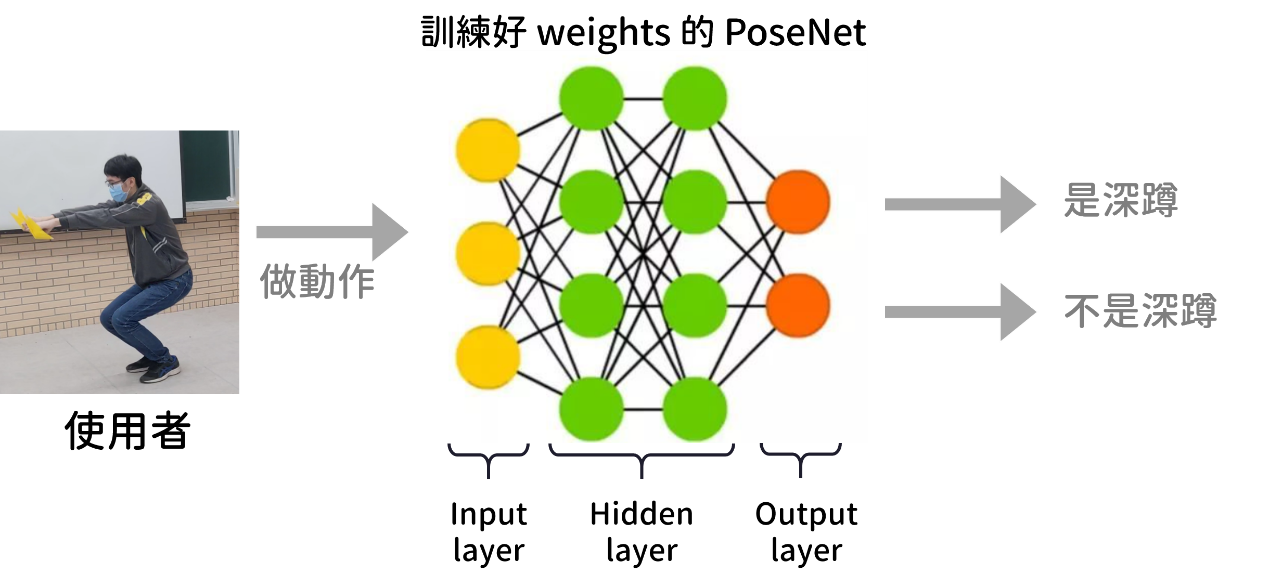 訓練好 weights 的 PoseNet
做動作
是深蹲
不是深蹲
使用者
Input
layer
Hidden
layer
Output
layer